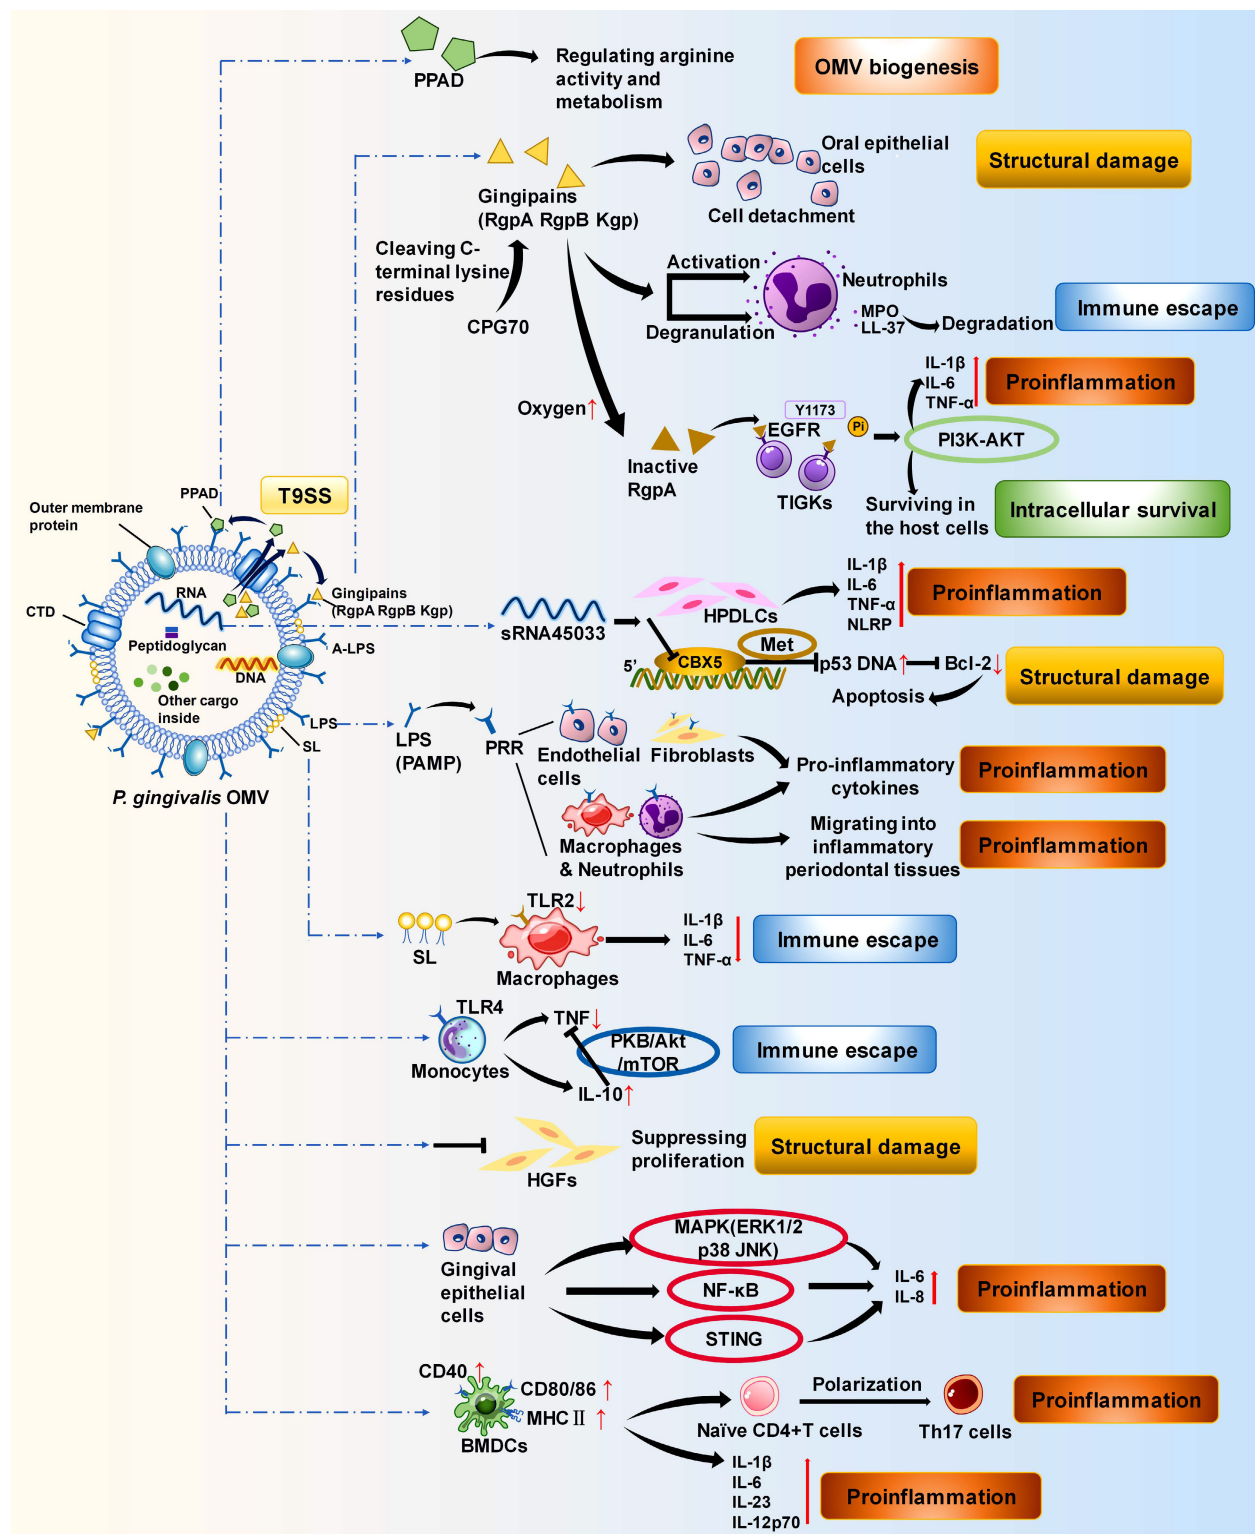 PPAD
Regulating arginine
activity and
metabolism
OMV biogenesis
Gingipains
(RgpA RgpB Kgp)
Oral epithelial
cells
Cell detachment
Structural damage
Cleaving C-
terminal lysine
residues
CPG70
Activation
Degranulation
Neutrophils
MPO
LL-37
Degradation
Immune escape
Oxygen↑
Inactive
RgpA
Y1173
EGFR
Pi
TIGKs
IL-1β
IL-6
TNF-α
Proinflammation
PI3K-AKT
Surviving in
the host cells
Intracellular survival
T9SS
PPAD
Outer membrane
protein
CTD
RNA
Peptidoglycan
DNA
Other cargo
inside
Gingipains
(RgpA RgpB Kgp)
A-LPS
LPS
SL
P. gingivalis OMV
sRNA45033
HPDLCs
IL-1β
IL-6
TNF-α
NLRP
Proinflammation
5'
CBX5
Met
p53 DNA↑
Bcl-2↓
Apoptosis
Structural damage
LPS
(PAMP)
PRR
Endothelial
cells
Fibroblasts
Macrophages
& Neutrophils
Pro-inflammatory
cytokines
Proinflammation
Migrating into
inflammatory
periodontal tissues
Proinflammation
SL
TLR2↓
Macrophages
IL-1β
IL-6
TNF-α
Immune escape
TLR4
Monocytes
TNF↓
PKB/Akt
/mTOR
IL-10↑
Immune escape
HGFs
Suppressing
proliferation
Structural damage
Gingival
epithelial
cells
MAPK(ERK1/2
p38 JNK)
NF-κB
STING
IL-6
IL-8
Proinflammation
CD40↑
CD80/86↑
MHCⅡ↑
BMDCs
Naïve CD4+T cells
Polarization
Th17 cells
Proinflammation
IL-1β
IL-6
IL-23
IL-12p70
Proinflammation